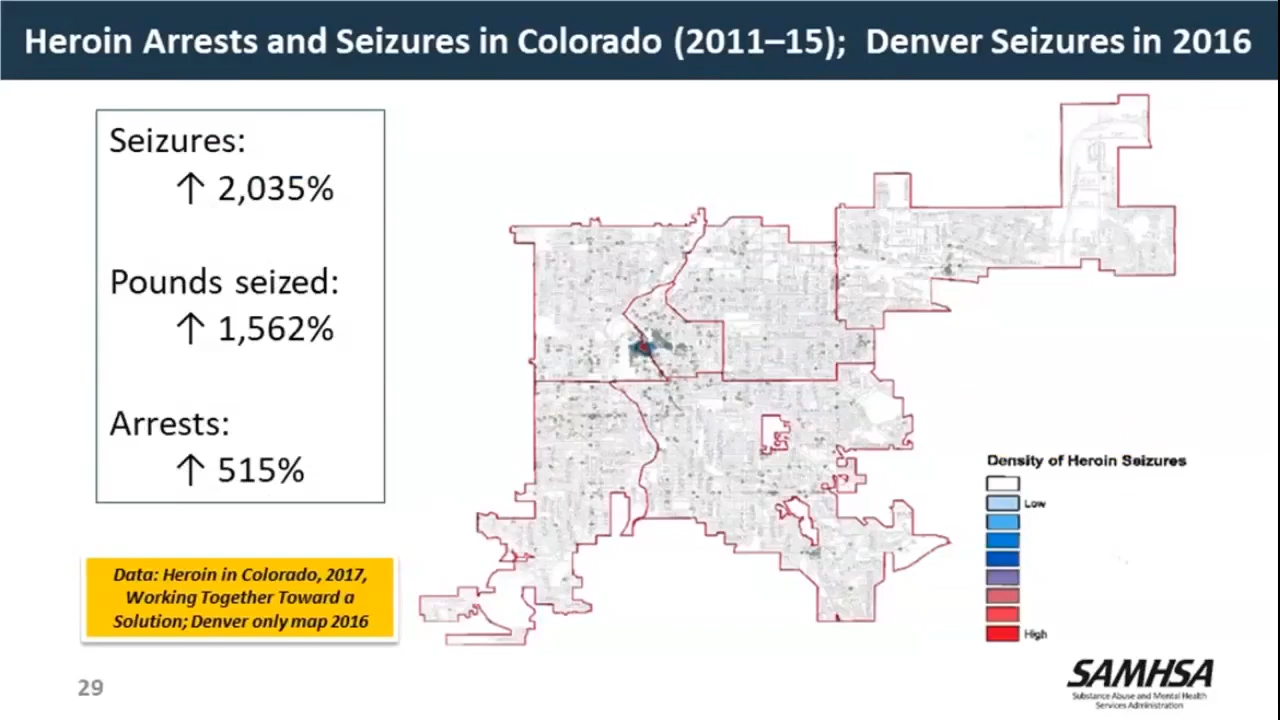 Heroin Arrests and Seizures in Colorado (2011–15);  Denver Seizures in 2016
Seizures:
↑ 2,035%
Pounds seized:
↑ 1,562%
Arrests:
↑ 515%
Data: Heroin in Colorado, 2017,
Working Together Toward a
Solution; Denver only map 2016
Density of Heroin Seizures
Low
High
29
SAMHSA
Substance Abuse and Mental Health
Services Administration